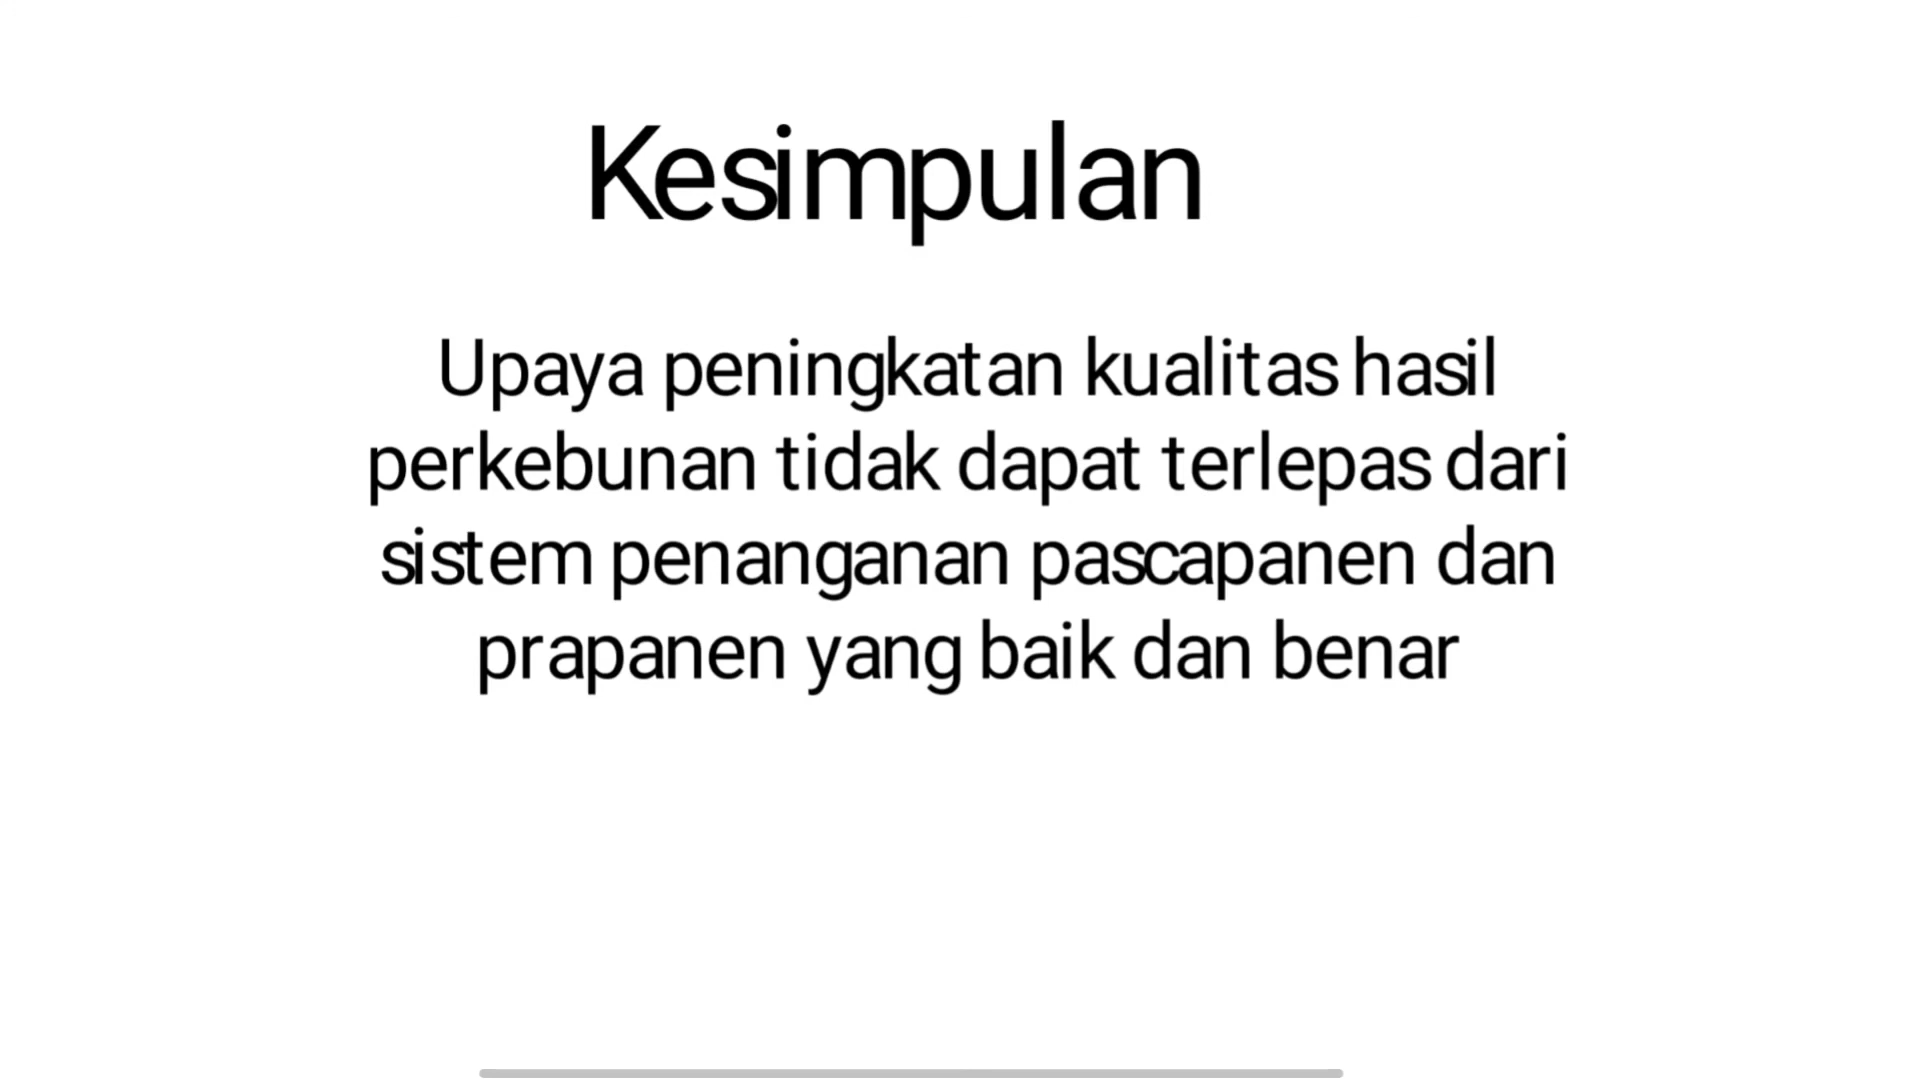 Kesimpulan
Upaya peningkatan kualitas hasil
perkebunan tidak dapat terlepas dari
sistem penanganan pascapanen dan
prapanen yang baik dan benar